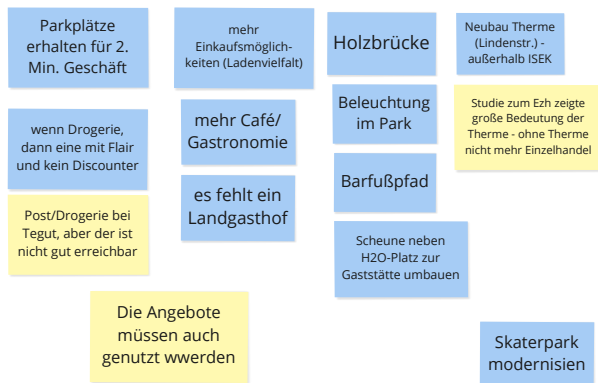 Parkplätze
erhalten für 2.
Min. Geschäft
wenn Drogerie,
dann eine mit Flair
und kein Discounter
Post/Drogerie bei
Tegut, aber der ist
nicht gut erreichbar
mehr
Einkaufsmöglich-
keiten (Ladenvielfalt)
mehr Café/
Gastronomie
es fehlt ein
Landgasthof
Die Angebote
müssen auch
genutzt wwerden
Holzbrücke
Beleuchtung
im Park
Barfußpfad
Scheune neben
H2O-Platz zur
Gaststätte umbauen
Neubau Therme
(Lindenstr.) -
außerhalb ISEK
Studie zum Ezh zeigte
große Bedeutung der
Therme - ohne Therme
nicht mehr Einzelhandel
Skaterpark
modernisien